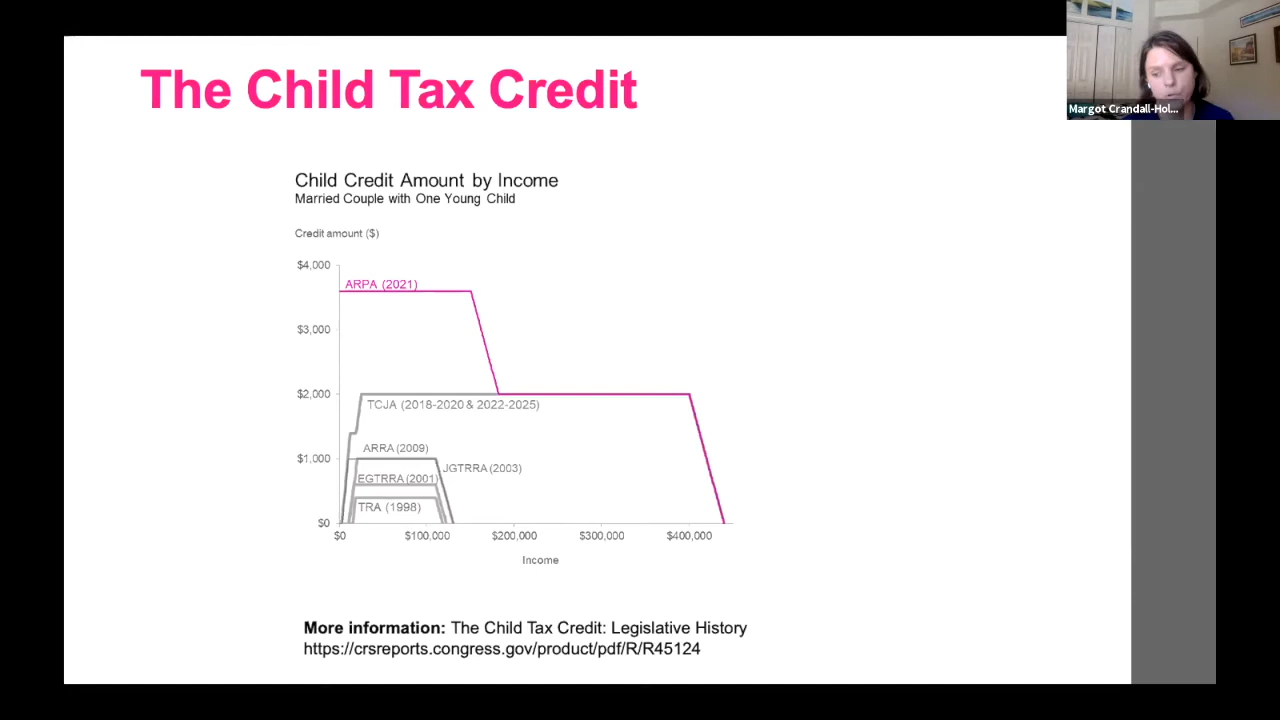 The Child Tax Credit
Margot Crandall-Hol...
Child Credit Amount by Income
Married Couple with One Young Child
Credit amount ($)
$4,000
ARPA (2021)
$3,000
$2,000
TCJA (2018-2020 & 2022-2025)
ARRA (2009)
$1,000
JGTRRA (2003)
EGTRRA (2001)
TRA (1998)
$0
$0
$100,000
$200,000
$300,000
$400,000
Income
More information: The Child Tax Credit: Legislative History
https://crsreports.congress.gov/product/pdf/R/R45124